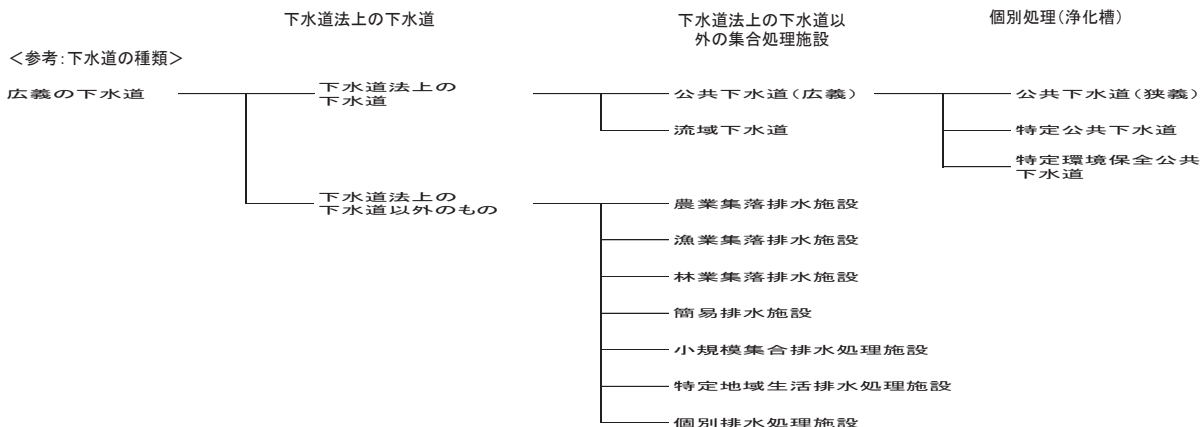 下水道法上の下水道
下水道法上の下水道以
外の集合処理施設
個別処理（浄化槽）
＜参考：下水道の種類＞
広義の下水道
下水道法上の
下水道
公共下水道（広義）
公共下水道（狭義）
流域下水道
特定公共下水道
特定環境保全公共
下水道
下水道法上の
下水道以外のもの
農業集落排水施設
漁業集落排水施設
林業集落排水施設
簡易排水施設
小規模集合排水処理施設
特定地域生活排水処理施設
個別排水処理施設